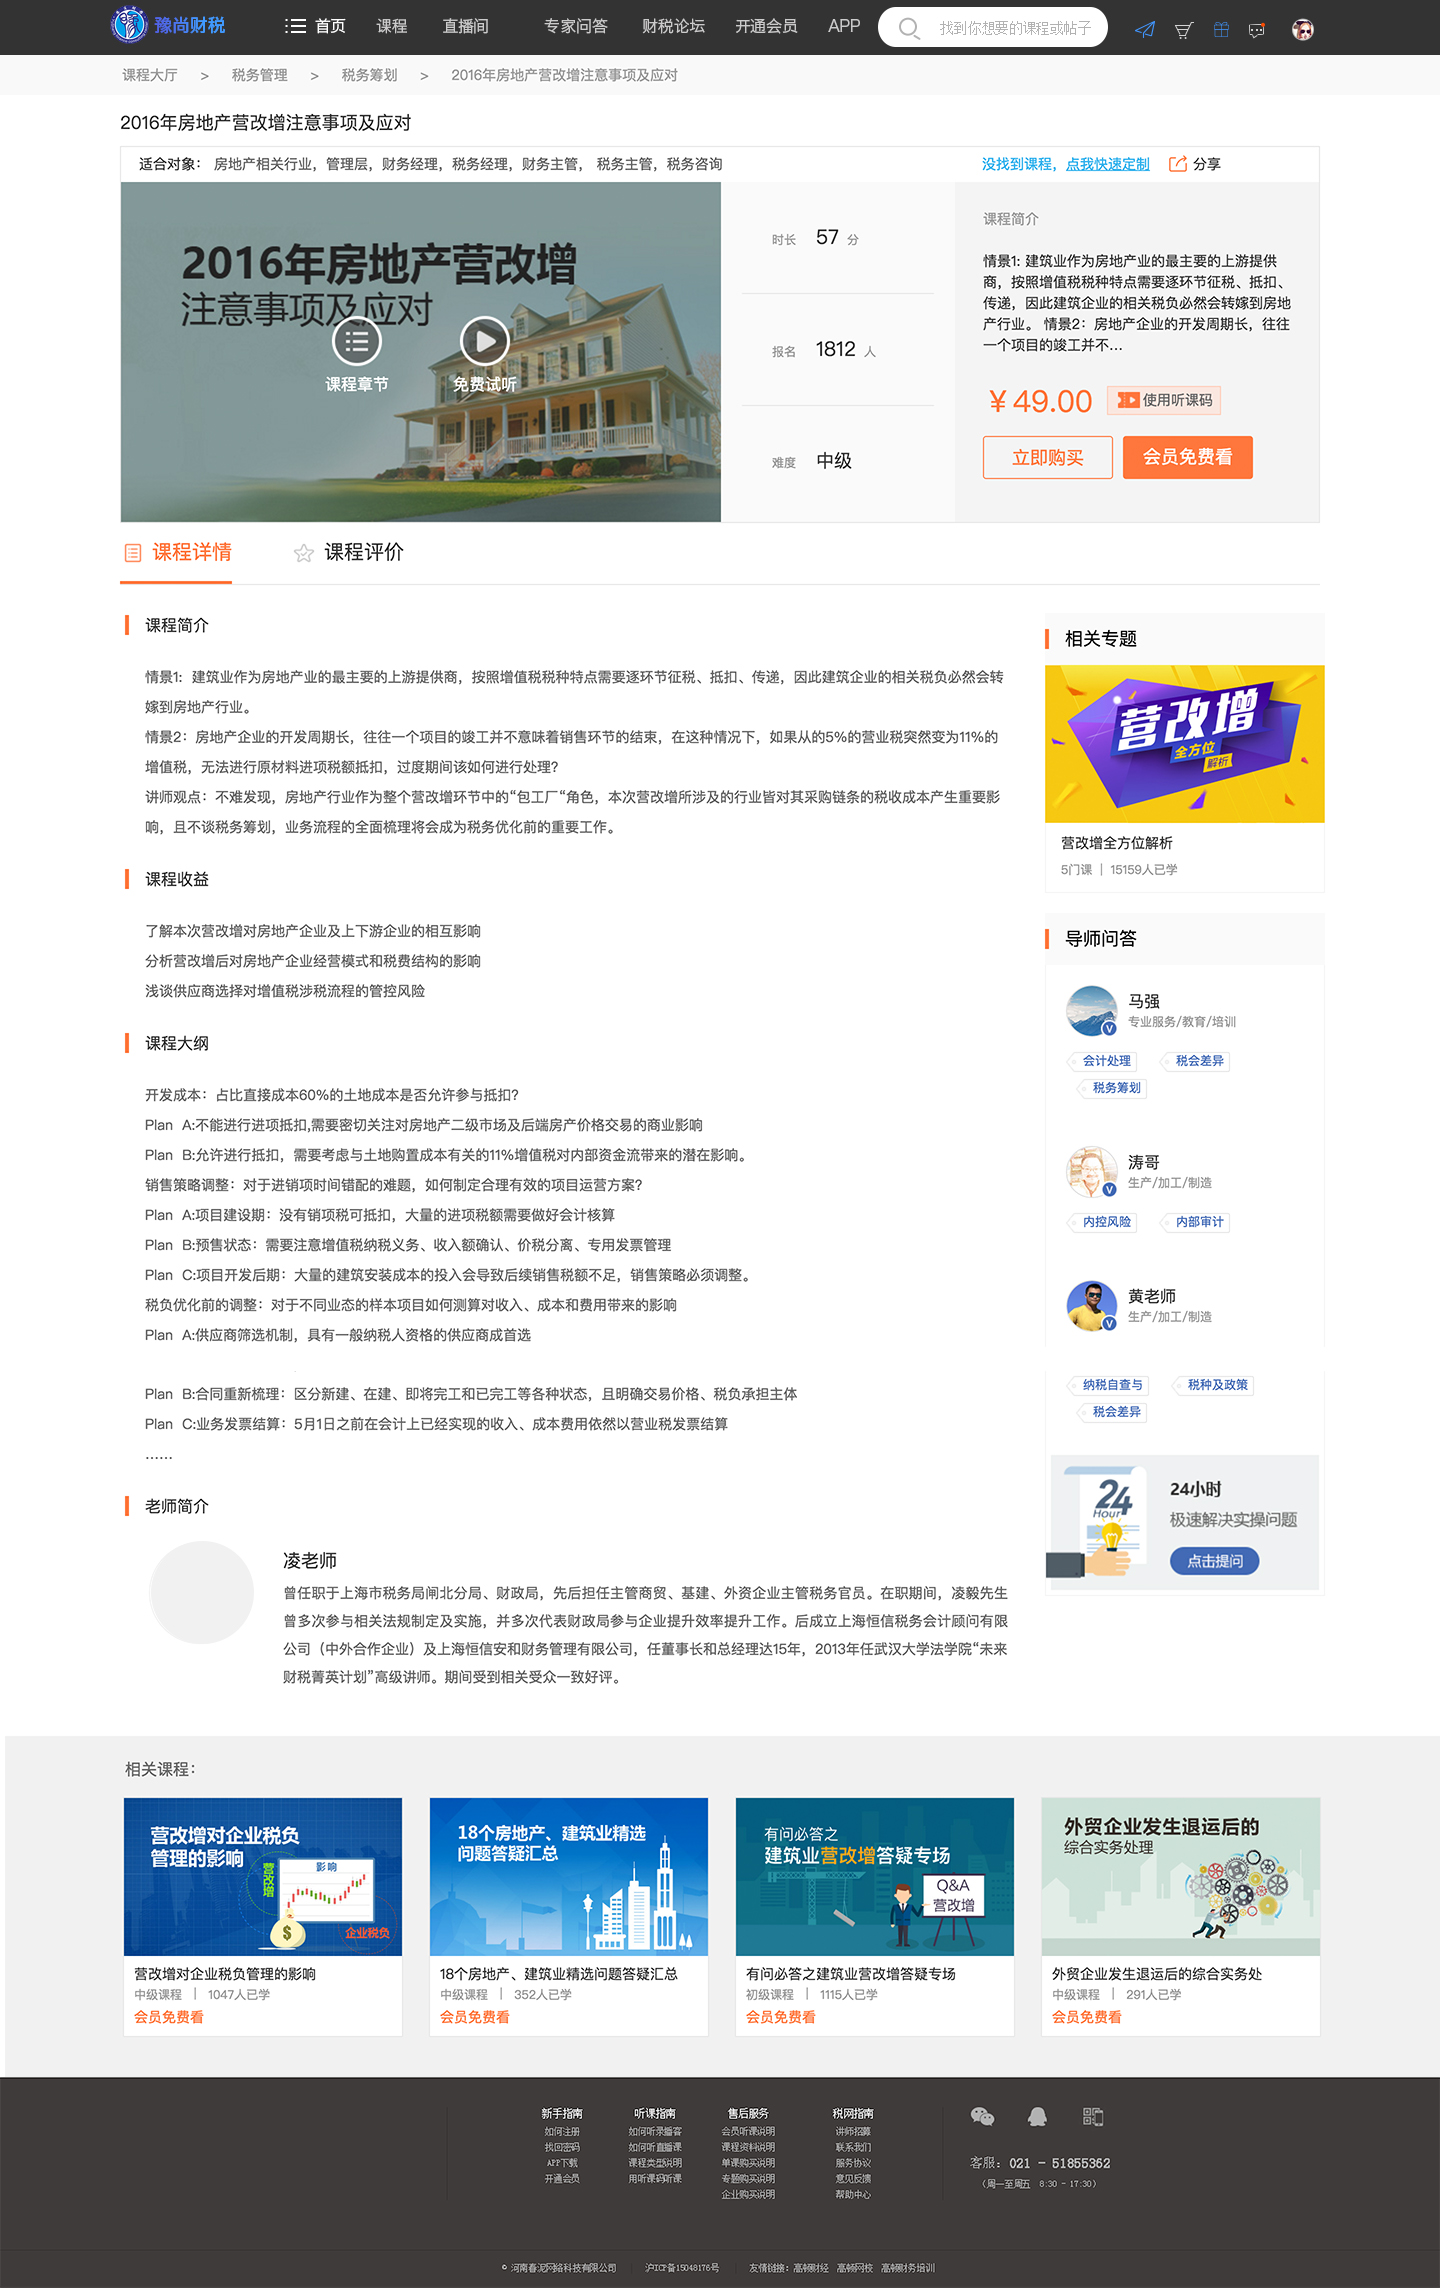 豫尚财税
首页 课程 直播间 专家问答 财税论坛 开通会员 APP
找到你想要的课程或帖子
课程大厅 > 税务管理 > 税务筹划 > 2016年房地产营改增注意事项及应对
2016年房地产营改增注意事项及应对
适合对象： 房地产相关行业，管理层，财务经理，税务经理，财务主管， 税务主管，税务咨询
没找到课程，点我快速定制 分享
2016年房地产营改增
注意事项及应对
课程章节 免费试听
时长 57 分
报名 1812 人
难度 中级
课程简介
情景1: 建筑业作为房地产业的最主要的上游提供
商，按照增值税税种特点需要逐环节征税、抵扣、
传递，因此建筑企业的相关税负必然会转嫁到房地
产行业。 情景2：房地产企业的开发周期长，往往
一个项目的竣工并不...
¥49.00 使用听课码
立即购买 会员免费看
课程详情 课程评价
课程简介
情景1: 建筑业作为房地产业的最主要的上游提供商，按照增值税税种特点需要逐环节征税、抵扣、传递，因此建筑企业的相关税负必然会转
嫁到房地产行业。
情景2：房地产企业的开发周期长，往往一个项目的竣工并不意味着销售环节的结束，在这种情况下，如果从的5%的营业税突然变为11%的
增值税，无法进行原材料进项税额抵扣，过度期间该如何进行处理?
讲师观点：不难发现，房地产行业作为整个营改增环节中的“包工厂“角色，本次营改增所涉及的行业皆对其采购链条的税收成本产生重要影
响，且不谈税务筹划，业务流程的全面梳理将会成为税务优化前的重要工作。
课程收益
了解本次营改增对房地产企业及上下游企业的相互影响
分析营改增后对房地产企业经营模式和税费结构的影响
浅谈供应商选择对增值税涉税流程的管控风险
课程大纲
开发成本：占比直接成本60%的土地成本是否允许参与抵扣?
Plan A:不能进行进项抵扣,需要密切关注对房地产二级市场及后端房产价格交易的商业影响
Plan B:允许进行抵扣，需要考虑与土地购置成本有关的11%增值税对内部资金流带来的潜在影响。
销售策略调整：对于进销项时间错配的难题，如何制定合理有效的项目运营方案?
Plan A:项目建设期：没有销项税可抵扣，大量的进项税额需要做好会计核算
Plan B:预售状态：需要注意增值税纳税义务、收入额确认、价税分离、专用发票管理
Plan C:项目开发后期：大量的建筑安装成本的投入会导致后续销售税额不足，销售策略必须调整。
税负优化前的调整：对于不同业态的样本项目如何测算对收入、成本和费用带来的影响
Plan A:供应商筛选机制，具有一般纳税人资格的供应商成首选
Plan B:合同重新梳理：区分新建、在建、即将完工和已完工等各种状态，且明确交易价格、税负承担主体
Plan C:业务发票结算：5月1日之前在会计上已经实现的收入、成本费用依然以营业税发票结算
......
老师简介
凌老师
曾任职于上海市税务局闸北分局、财政局，先后担任主管商贸、基建、外资企业主管税务官员。在职期间，凌毅先生
曾多次参与相关法规制定及实施，并多次代表财政局参与企业提升效率提升工作。后成立上海恒信税务会计顾问有限
公司（中外合作企业）及上海恒信安和财务管理有限公司，任董事长和总经理达15年，2013年任武汉大学法学院“未来
财税菁英计划”高级讲师。期间受到相关受众一致好评。
相关专题
营改增
全方位
解析
营改增全方位解析
5门课 | 15159人已学
导师问答
马强
专业服务/教育/培训
会计处理 税会差异
税务筹划
涛哥
生产/加工/制造
内控风险 内部审计
黄老师
生产/加工/制造
纳税自查与 税种及政策
税会差异
24
Hour
24小时
极速解决实操问题
点击提问
相关课程：
营改增对企业税负
管理的影响
影响
营改增
$
企业税负
营改增对企业税负管理的影响
中级课程 | 1047人已学
会员免费看
18个房地产、建筑业精选
问题答疑汇总
18个房地产、建筑业精选问题答疑汇总
中级课程 | 352人已学
会员免费看
有问必答之
建筑业营改增答疑专场
Q&A
营改增
有问必答之建筑业营改增答疑专场
初级课程 | 1115人已学
会员免费看
外贸企业发生退运后的
综合实务处理
外贸企业发生退运后的综合实务处
中级课程 | 291人已学
会员免费看
新手指南 听课指南 售后服务 税网指南
如何注册 如何听录播客 会员听课说明 讲师招募
找回密码 如何听直播课 课程资料说明 联系我们
APP下载 课程类型说明 单课购买说明 服务协议
开通会员 用听课码听课 专题购买说明 意见反馈
企业购买说明 帮助中心
客服：021 - 51855362
（周一至周五 8:30 - 17:30）
© 河南春泥网络科技有限公司 沪ICP备15048176号 友情链接：高顿财经 高顿网校 高顿财务培训